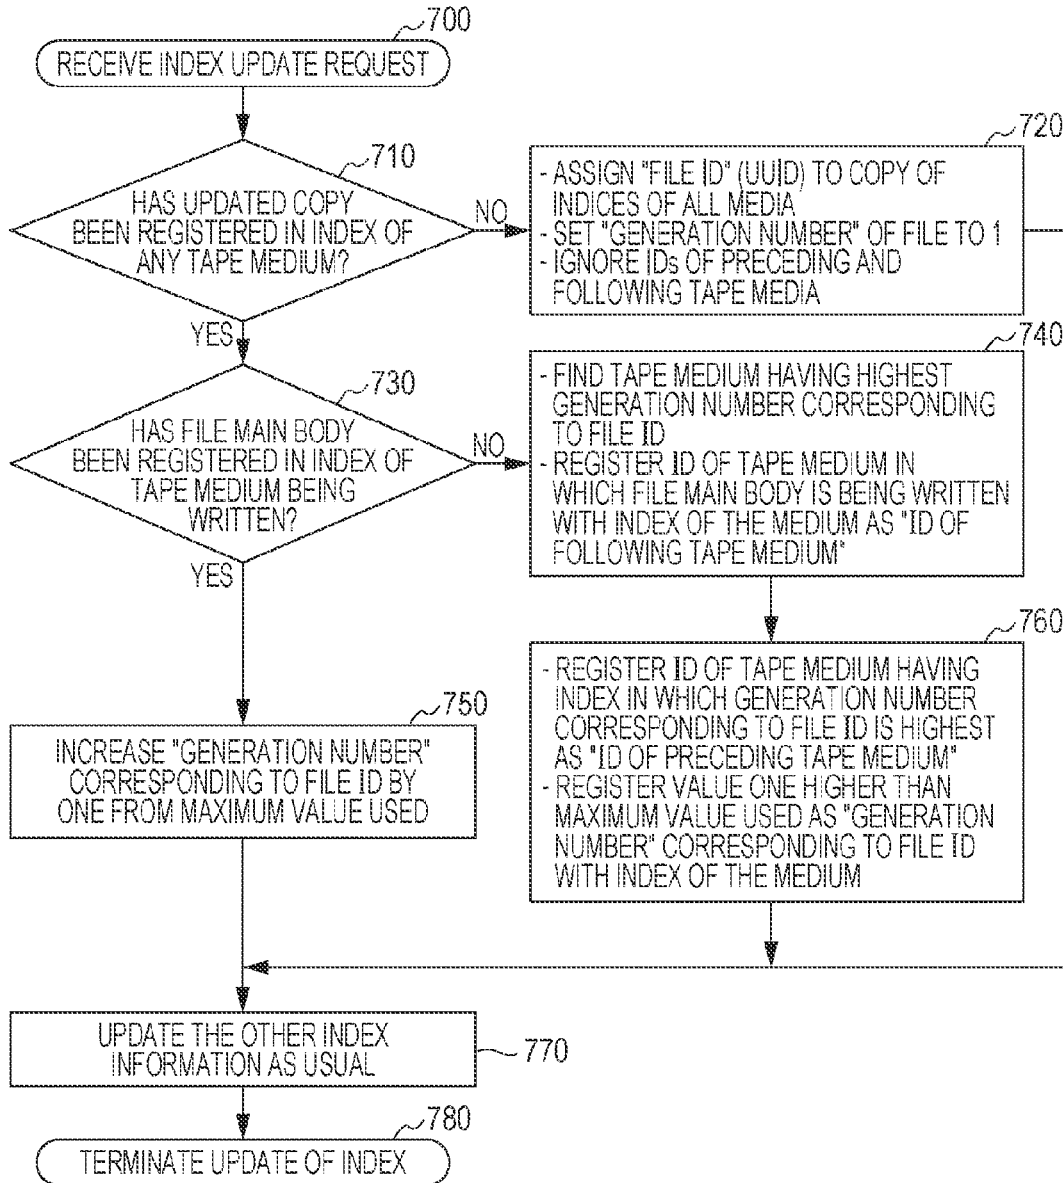 700
RECEIVE INDEX UPDATE REQUEST
710
HAS UPDATED COPY
BEEN REGISTERED IN INDEX OF
ANY TAPE MEDIUM?
NO
YES
720
- ASSIGN "FILE ID" (UUID) TO COPY OF
INDICES OF ALL MEDIA
- SET "GENERATION NUMBER" OF FILE TO 1
- IGNORE IDs OF PRECEDING AND
FOLLOWING TAPE MEDIA
730
HAS FILE MAIN BODY
BEEN REGISTERED IN INDEX OF
TAPE MEDIUM BEING
WRITTEN?
NO
YES
740
- FIND TAPE MEDIUM HAVING HIGHEST
GENERATION NUMBER CORRESPONDING
TO FILE ID
- REGISTER ID OF TAPE MEDIUM IN
WHICH FILE MAIN BODY IS BEING WRITTEN
WITH INDEX OF THE MEDIUM AS "ID OF
FOLLOWING TAPE MEDIUM"
750
INCREASE "GENERATION NUMBER"
CORRESPONDING TO FILE ID BY
ONE FROM MAXIMUM VALUE USED
760
- REGISTER ID OF TAPE MEDIUM HAVING
INDEX IN WHICH GENERATION NUMBER
CORRESPONDING TO FILE ID IS HIGHEST
AS "ID OF PRECEDING TAPE MEDIUM"
- REGISTER VALUE ONE HIGHER THAN
MAXIMUM VALUE USED AS "GENERATION
NUMBER" CORRESPONDING TO FILE ID
WITH INDEX OF THE MEDIUM
UPDATE THE OTHER INDEX
INFORMATION AS USUAL
770
780
TERMINATE UPDATE OF INDEX